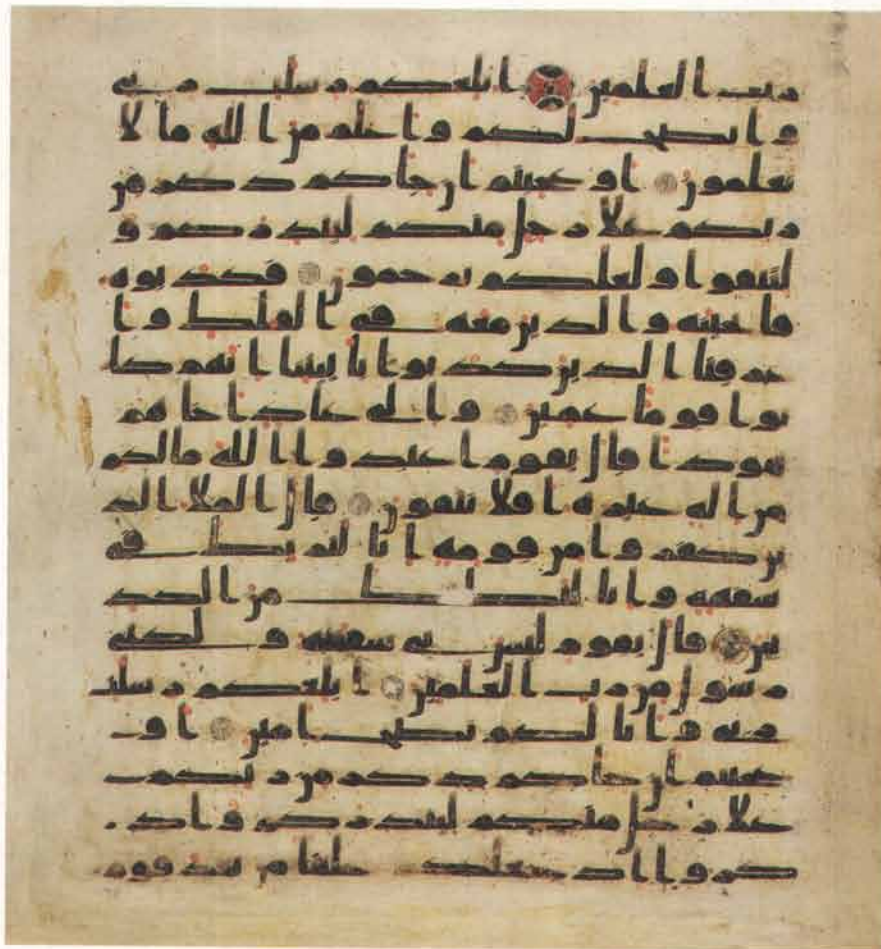 رب العلمين ابلغكم رسلت ربي
وانصح لكم واعلم من الله ما لا
تعلمون او عجبتم ان جاكم ذكر من
ربكم علا رجل منكم لينذركم و
لتتقوا ولعلكم ترحمون فكذبوه
فانجينه والذين معه في الفلك وا
غرقنا الذين كذبوا بايتنا انهم كا
نوا قوما عمين والى عاد اخاهم
هودا قال يقوم اعبدوا الله ما لكم
من اله غيره افلا تتقون قال الملا الذ
ين كفروا من قومه انا لنريك في
سفهه وانا لنظنك من الكذ
بين قال يقوم ليس بي سفهه ولكني
رسول من رب العلمين ابلغكم رسلت
ربي وانا لكم نصح امين او
عجبتم ان جاكم ذكر من ربكم
علا رجل منكم لينذركم واذ
كروا اذ جعلكم خلفا من بعد قوم